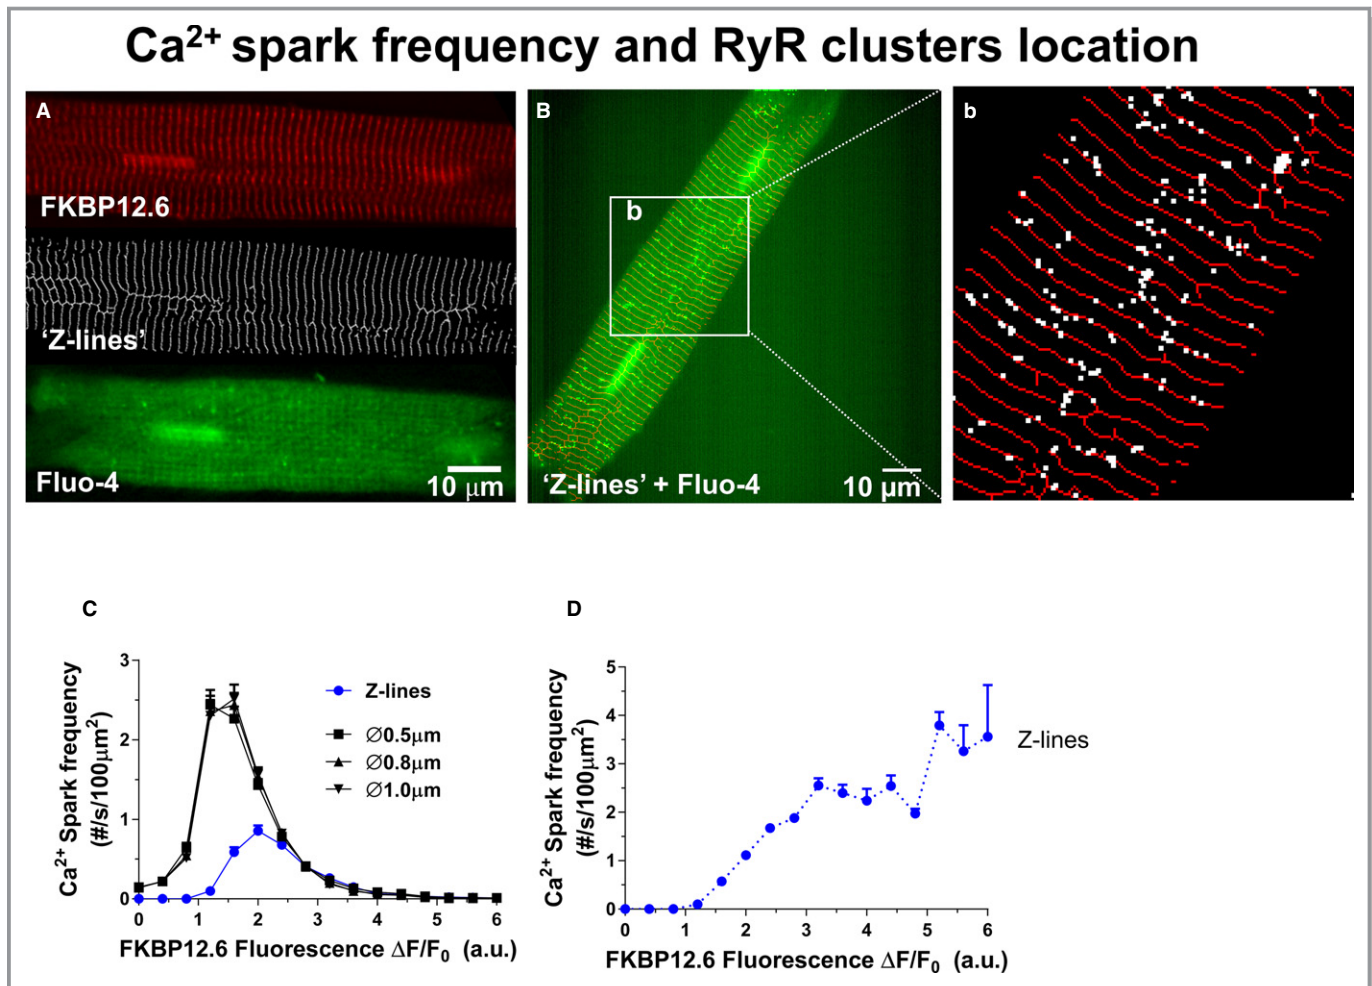 Ca²⁺ spark frequency and RyR clusters location
A
FKBP12.6
‘Z-lines’
Fluo-4
10 µm
B
b
‘Z-lines’ + Fluo-4
10 µm
b
C
Ca²⁺ Spark frequency
(#/s/100µm²)
3
2
1
0
0 1 2 3 4 5 6
FKBP12.6 Fluorescence ΔF/F₀ (a.u.)
Z-lines
∅0.5µm
∅0.8µm
∅1.0µm
D
Ca²⁺ Spark frequency
(#/s/100µm²)
5
4
3
2
1
0
0 1 2 3 4 5 6
FKBP12.6 Fluorescence ΔF/F₀ (a.u.)
Z-lines